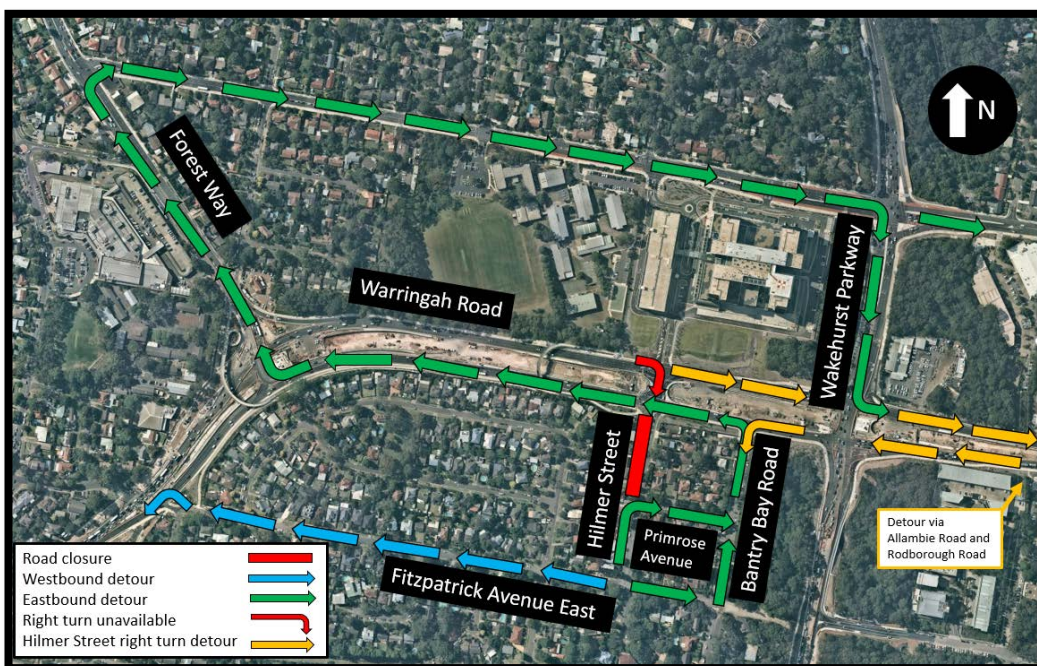 N
Forest Way
Warringah Road
Wakehurst Parkway
Hilmer Street
Primrose
Avenue
Bantry Bay Road
Fitzpatrick Avenue East
Detour via
Allambie Road and
Rodborough Road
Road closure
Westbound detour
Eastbound detour
Right turn unavailable
Hilmer Street right turn detour